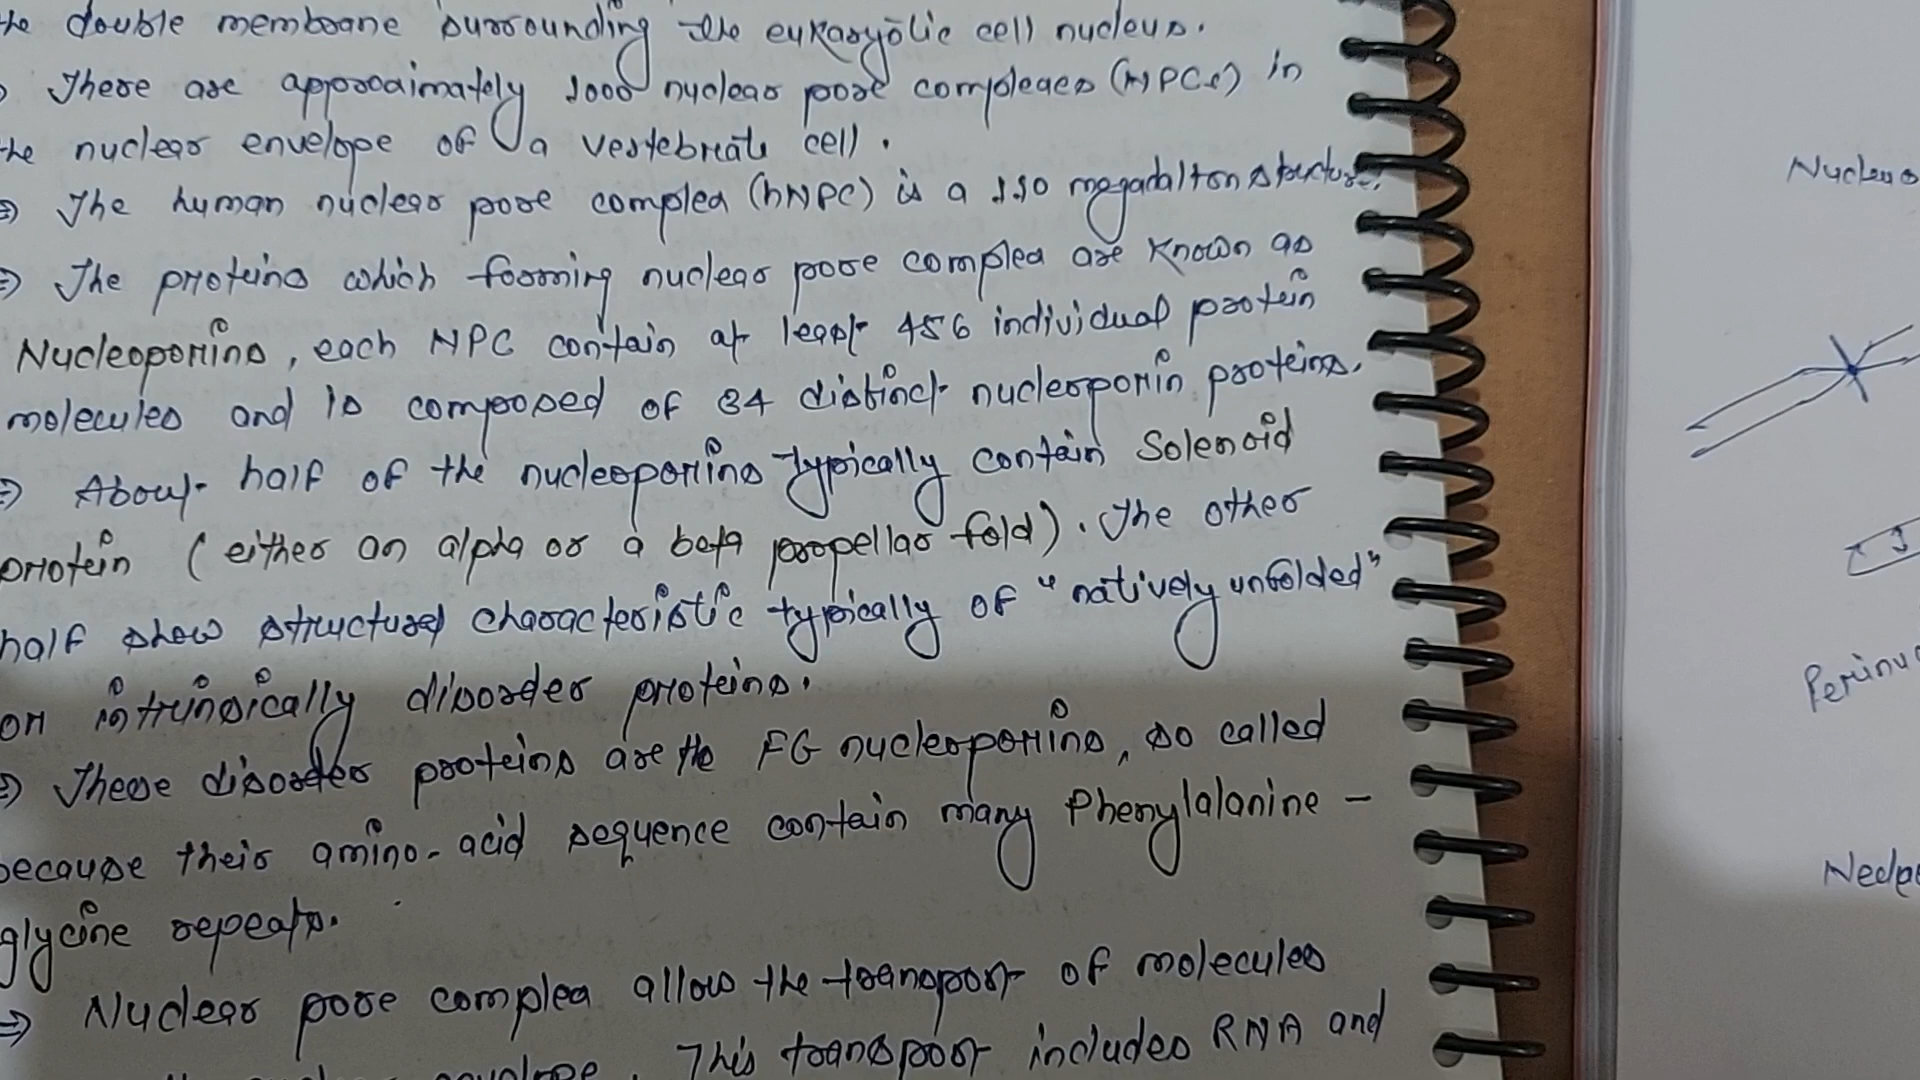 the double membrane surrounding the eukaryotic cell nucleus.
There are approximately 1000 nuclear pore complexes (NPCs) in
the nuclear envelope of a vertebrate cell.
⇒ The human nuclear pore complex (hNPC) is a 110 megadalton structure.
⇒ The proteins which forming nuclear pore complex are known as
Nucleoporins, each NPC contain at least 456 individual protein
molecules and is composed of 34 distinct nucleoporin proteins.
⇒ About half of the nucleoporins typically contain Solenoid
protein (either an alpha or a beta propellar fold). The other
half show structural characteristic typically of "natively unfolded"
or intrinsically disorder proteins.
⇒ These disorder proteins are the FG nucleoporins, so called
because their amino-acid sequence contain many Phenylalanine -
glycine repeats.
⇒ Nuclear pore complex allow the transport of molecules
envelope. This transport includes RNA and
Nucleo
Perinu